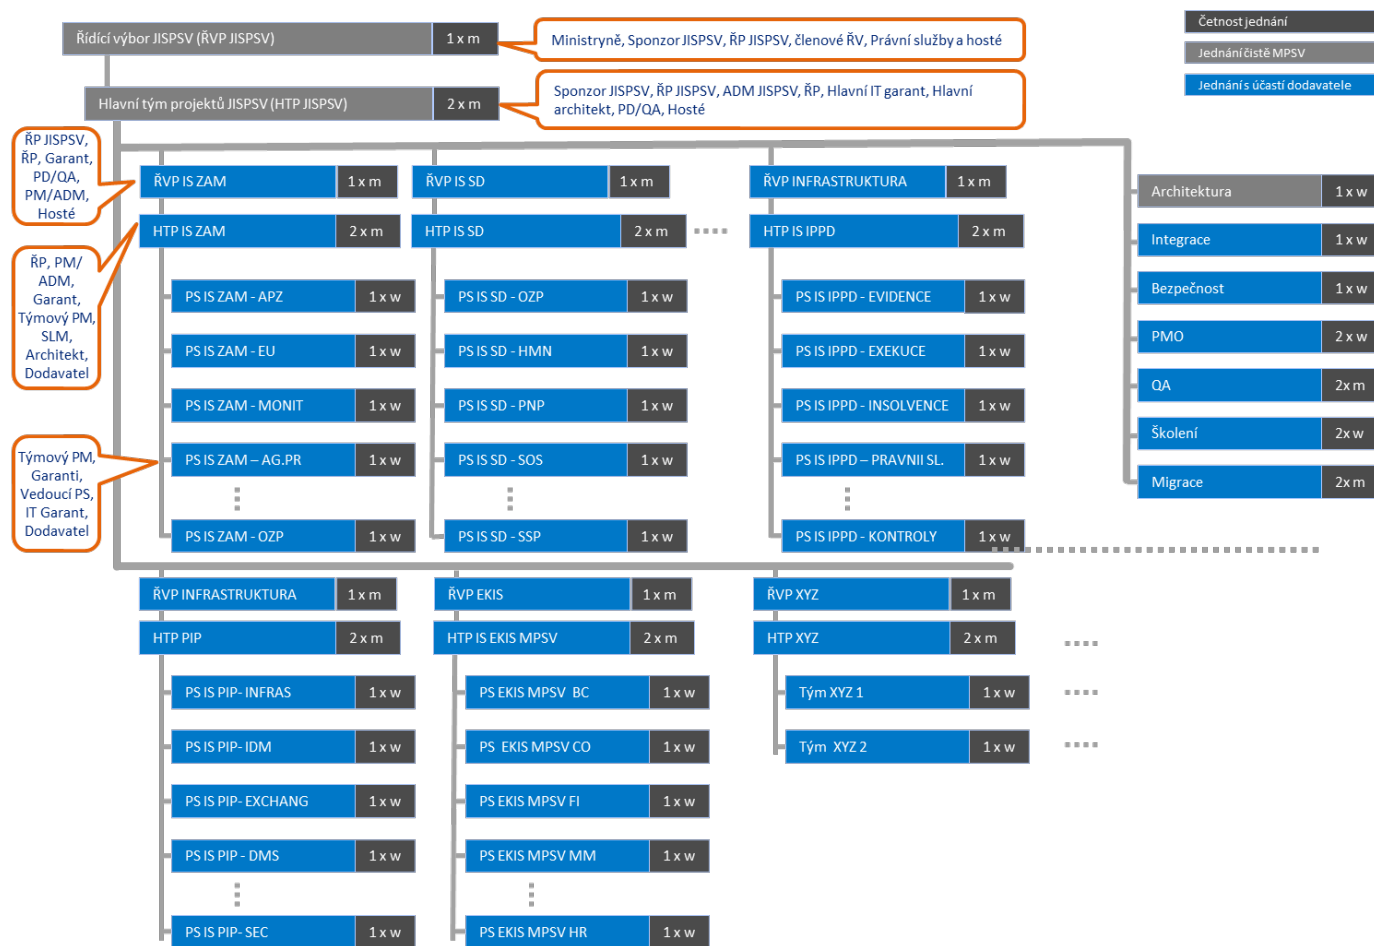 Řídící výbor JISPSV (ŘVP JISPSV)
1 x m
Ministryně, Sponzor JISPSV, ŘP JISPSV, členové ŘV, Právní služby a hosté
Četnost jednání
Jednání čistě MPSV
Jednání s účastí dodavatele
Hlavní tým projektů JISPSV (HTP JISPSV)
2 x m
Sponzor JISPSV, ŘP JISPSV, ADM JISPSV, ŘP, Hlavní IT garant, Hlavní
architekt, PD/QA, Hosté
ŘP JISPSV,
ŘP, Garant,
PD/QA,
PM/ADM,
Hosté
ŘP, PM/
ADM,
Garant,
Týmový PM,
SLM,
Architekt,
Dodavatel
Týmový PM,
Garanti,
Vedoucí PS,
IT Garant,
Dodavatel
ŘVP IS ZAM
1 x m
HTP IS ZAM
2 x m
PS IS ZAM - APZ
1 x w
PS IS ZAM - EU
1 x w
PS IS ZAM - MONIT
1 x w
PS IS ZAM – AG.PR
1 x w
PS IS ZAM - OZP
1 x w
ŘVP IS SD
1 x m
HTP IS SD
2 x m
PS IS SD - OZP
1 x w
PS IS SD - HMN
1 x w
PS IS SD - PNP
1 x w
PS IS SD - SOS
1 x w
PS IS SD - SSP
1 x w
ŘVP INFRASTRUKTURA
1 x m
HTP IS IPPD
2 x m
PS IS IPPD - EVIDENCE
1 x w
PS IS IPPD - EXEKUCE
1 x w
PS IS IPPD - INSOLVENCE
1 x w
PS IS IPPD – PRAVNII SL.
1 x w
PS IS IPPD - KONTROLY
1 x w
Architektura
1 x w
Integrace
1 x w
Bezpečnost
1 x w
PMO
2 x w
QA
2x m
Školení
2x w
Migrace
2x m
ŘVP INFRASTRUKTURA
1 x m
HTP PIP
2 x m
PS IS PIP- INFRAS
1 x w
PS IS PIP- IDM
1 x w
PS IS PIP- EXCHANG
1 x w
PS IS PIP - DMS
1 x w
PS IS PIP- SEC
1 x w
ŘVP EKIS
1 x m
HTP IS EKIS MPSV
2 x m
PS EKIS MPSV BC
1 x w
PS EKIS MPSV CO
1 x w
PS EKIS MPSV FI
1 x w
PS EKIS MPSV MM
1 x w
PS EKIS MPSV HR
1 x w
ŘVP XYZ
1 x m
HTP XYZ
2 x m
Tým XYZ 1
1 x w
Tým XYZ 2
1 x w